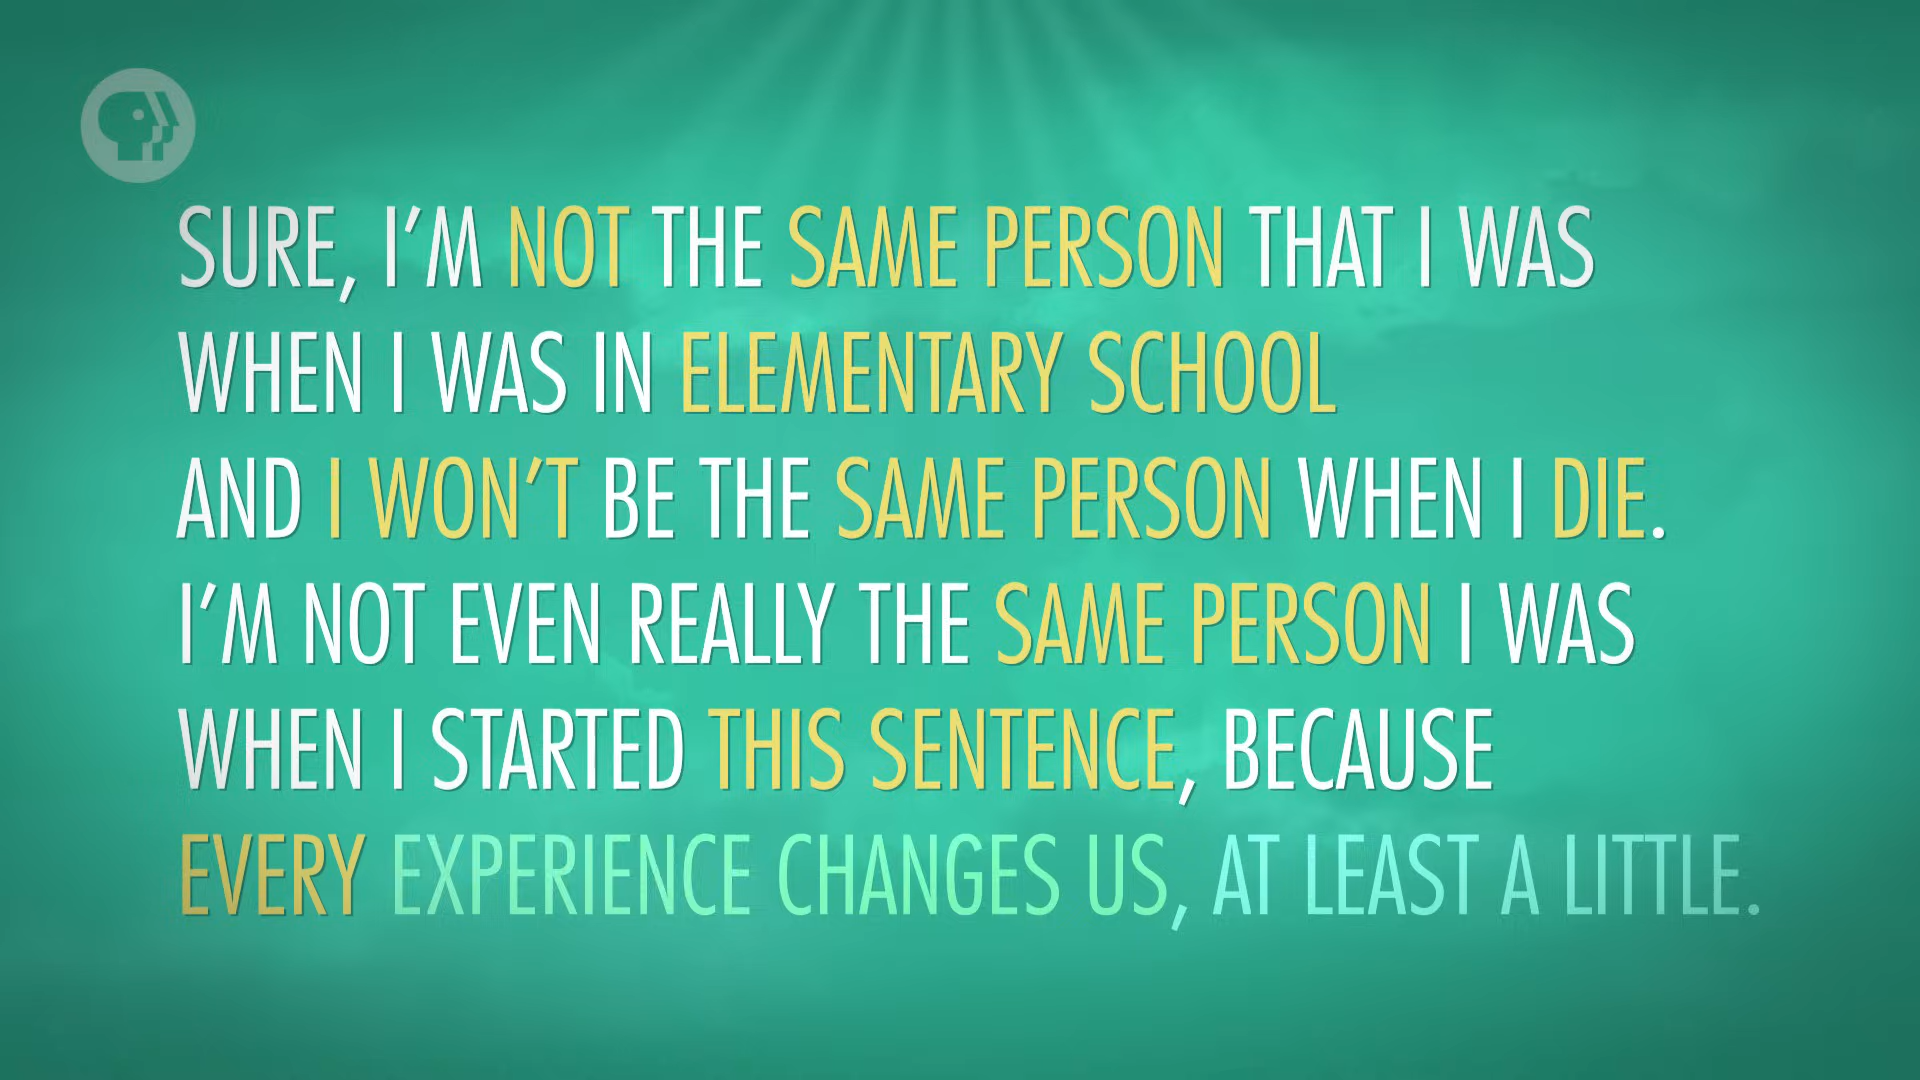 SURE, I'M NOT THE SAME PERSON THAT I WAS
WHEN I WAS IN ELEMENTARY SCHOOL
AND I WON'T BE THE SAME PERSON WHEN I DIE.
I'M NOT EVEN REALLY THE SAME PERSON I WAS
WHEN I STARTED THIS SENTENCE, BECAUSE
EVERY EXPERIENCE CHANGES US, AT LEAST A LITTLE.